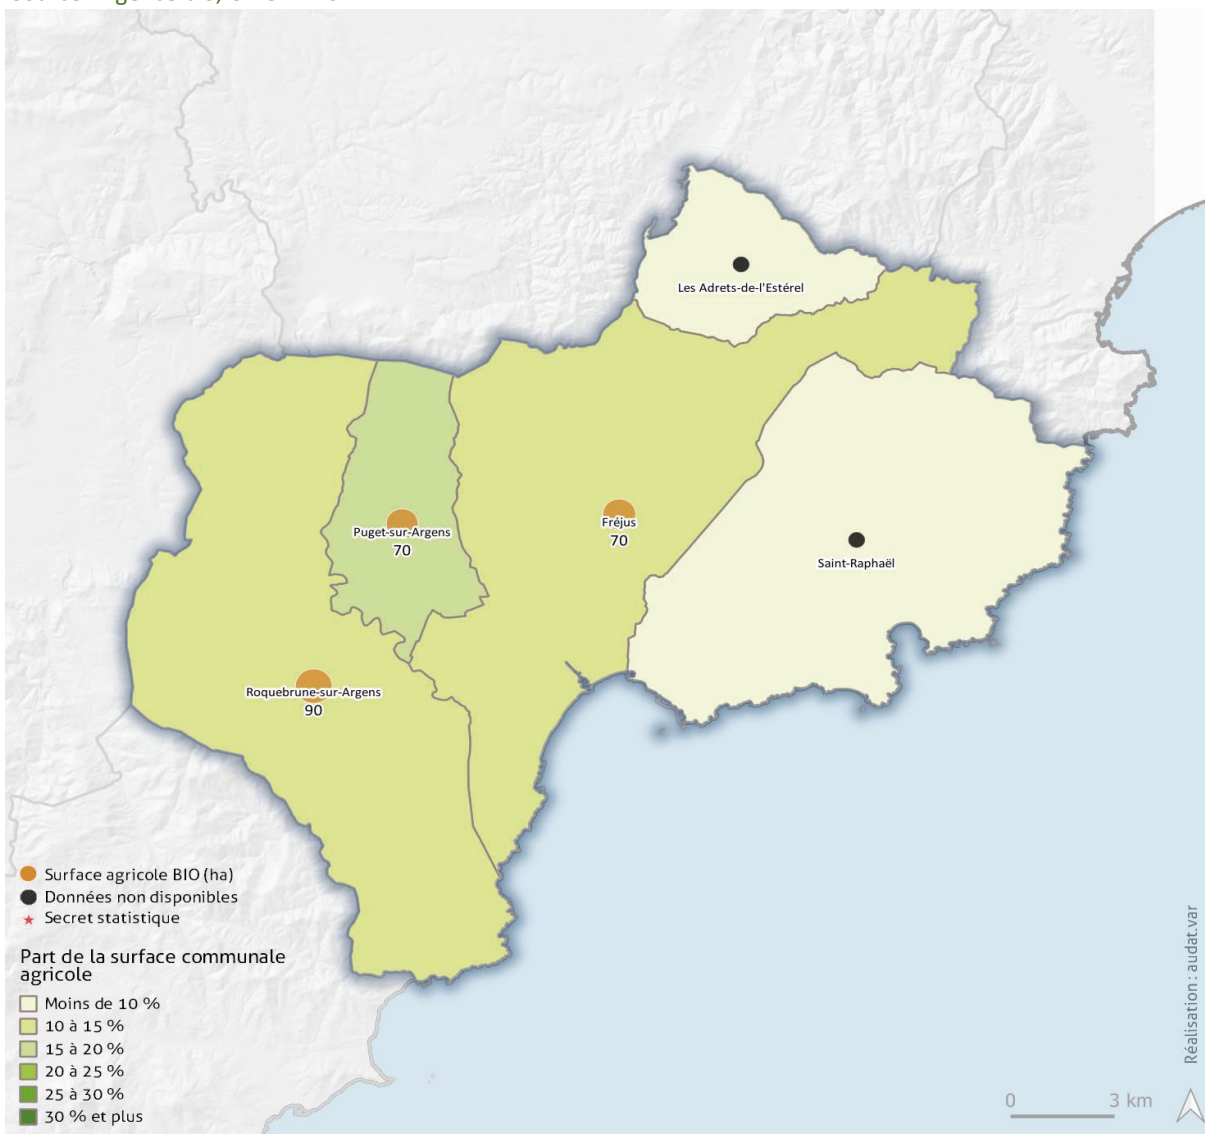 Les Adrets-de-l'Estérel
Puget-sur-Argens
70
Fréjus
70
Saint-Raphaël
Roquebrune-sur-Argens
90
Surface agricole BIO (ha)
Données non disponibles
Secret statistique
Part de la surface communale
agricole
Moins de 10 %
10 à 15 %
15 à 20 %
20 à 25 %
25 à 30 %
30 % et plus
0 3 km
Réalisation : audat.var